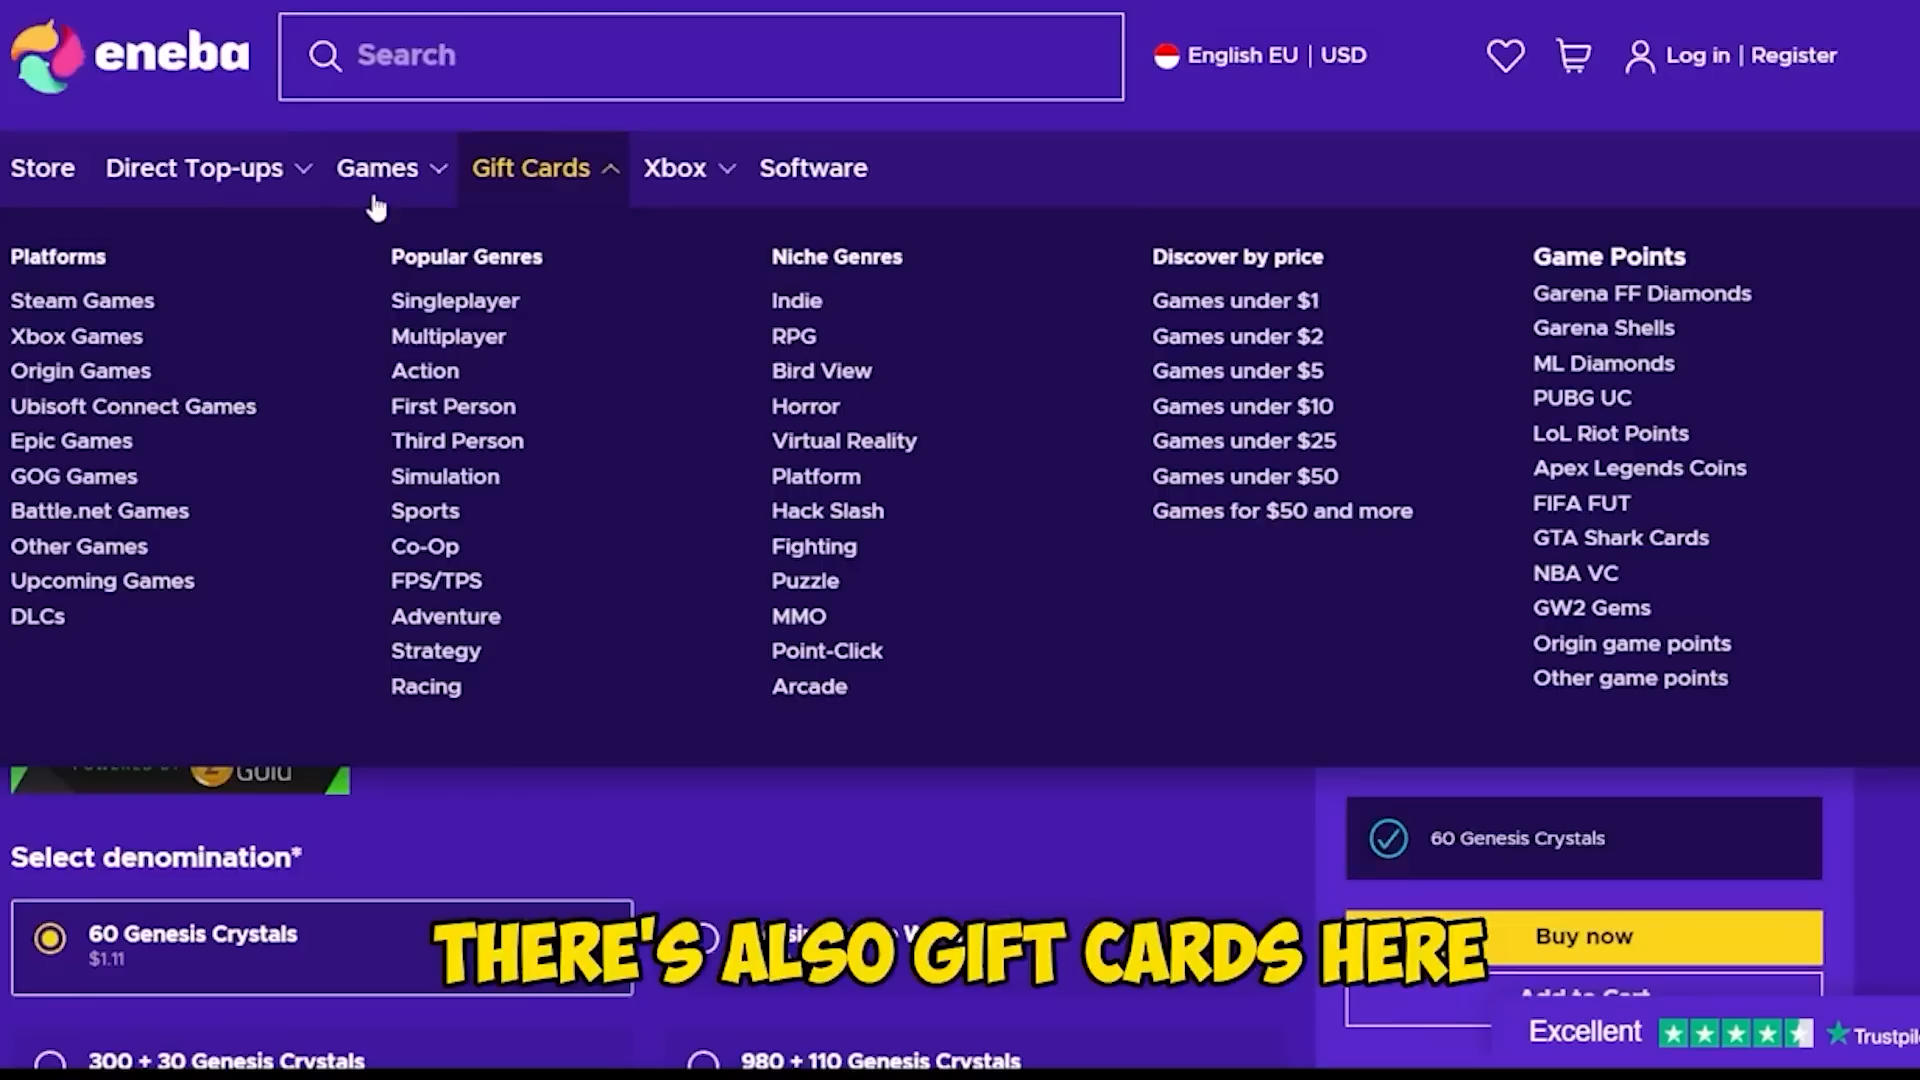 eneba
Search
English EU | USD
Log in | Register
Store
Direct Top-ups
Games
Gift Cards
Xbox
Software
Platforms
Steam Games
Xbox Games
Origin Games
Ubisoft Connect Games
Epic Games
GOG Games
Battle.net Games
Other Games
Upcoming Games
DLCs
Popular Genres
Singleplayer
Multiplayer
Action
First Person
Third Person
Simulation
Sports
Co-Op
FPS/TPS
Adventure
Strategy
Racing
Niche Genres
Indie
RPG
Bird View
Horror
Virtual Reality
Platform
Hack Slash
Fighting
Puzzle
MMO
Point-Click
Arcade
Discover by price
Games under $1
Games under $2
Games under $5
Games under $10
Games under $25
Games under $50
Games for $50 and more
Game Points
Garena FF Diamonds
Garena Shells
ML Diamonds
PUBG UC
LoL Riot Points
Apex Legends Coins
FIFA FUT
GTA Shark Cards
NBA VC
GW2 Gems
Origin game points
Other game points
Select denomination*
60 Genesis Crystals
$1.11
300 + 30 Genesis Crystals
980 + 110 Genesis Crystals
60 Genesis Crystals
Buy now
Add to Cart
THERE'S ALSO GIFT CARDS HERE
Excellent